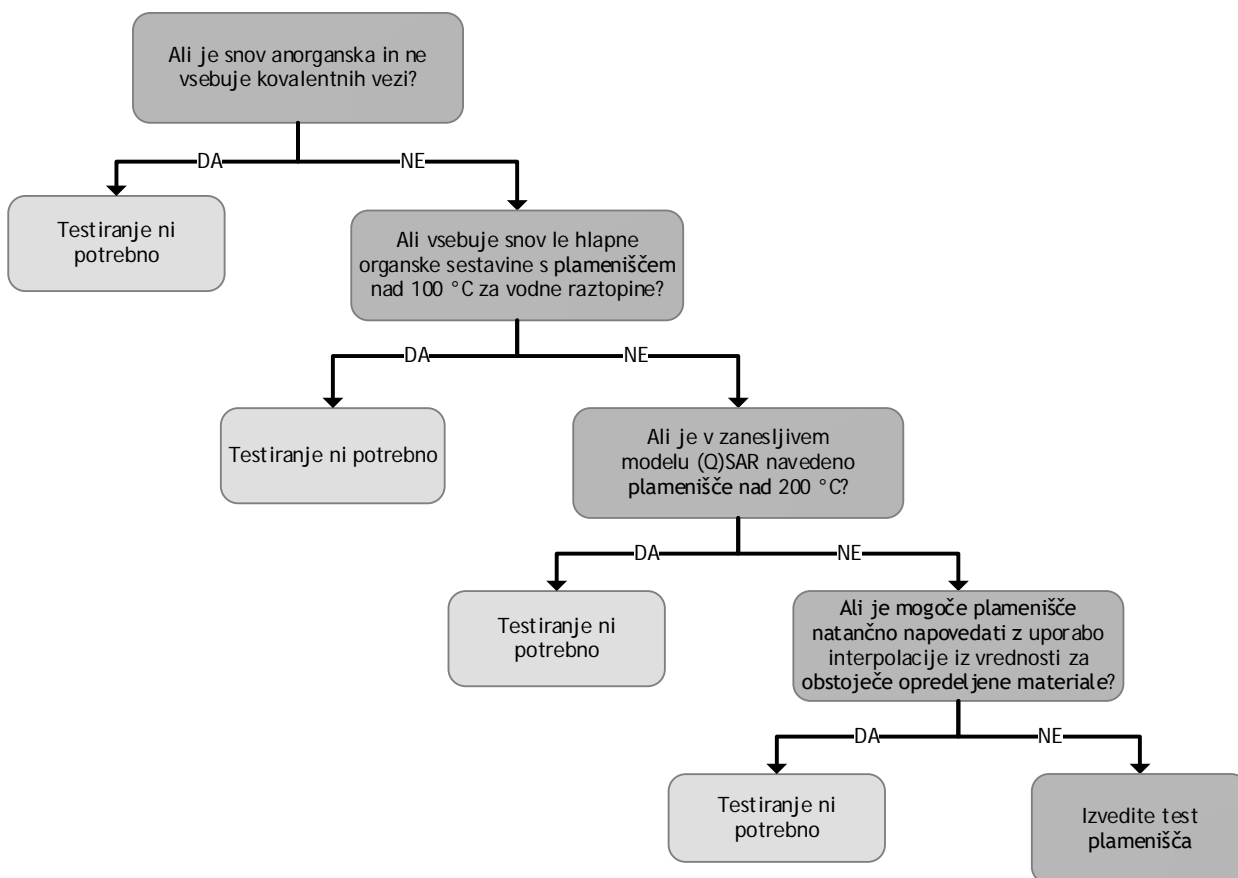 Ali je snov anorganska in ne
vsebuje kovalentnih vezi?
DA
NE
Testiranje ni
potrebno
Ali vsebuje snov le hlapne
organske sestavine s plameniščem
nad 100 °C za vodne raztopine?
DA
NE
Testiranje ni potrebno
Ali je v zanesljivem
modelu (Q)SAR navedeno
plamenišče nad 200 °C?
DA
NE
Testiranje ni
potrebno
Ali je mogoče plamenišče
natančno napovedati z uporabo
interpolacije iz vrednosti za
obstoječe opredeljene materiale?
DA
NE
Testiranje ni
potrebno
Izvedite test
plamenišča